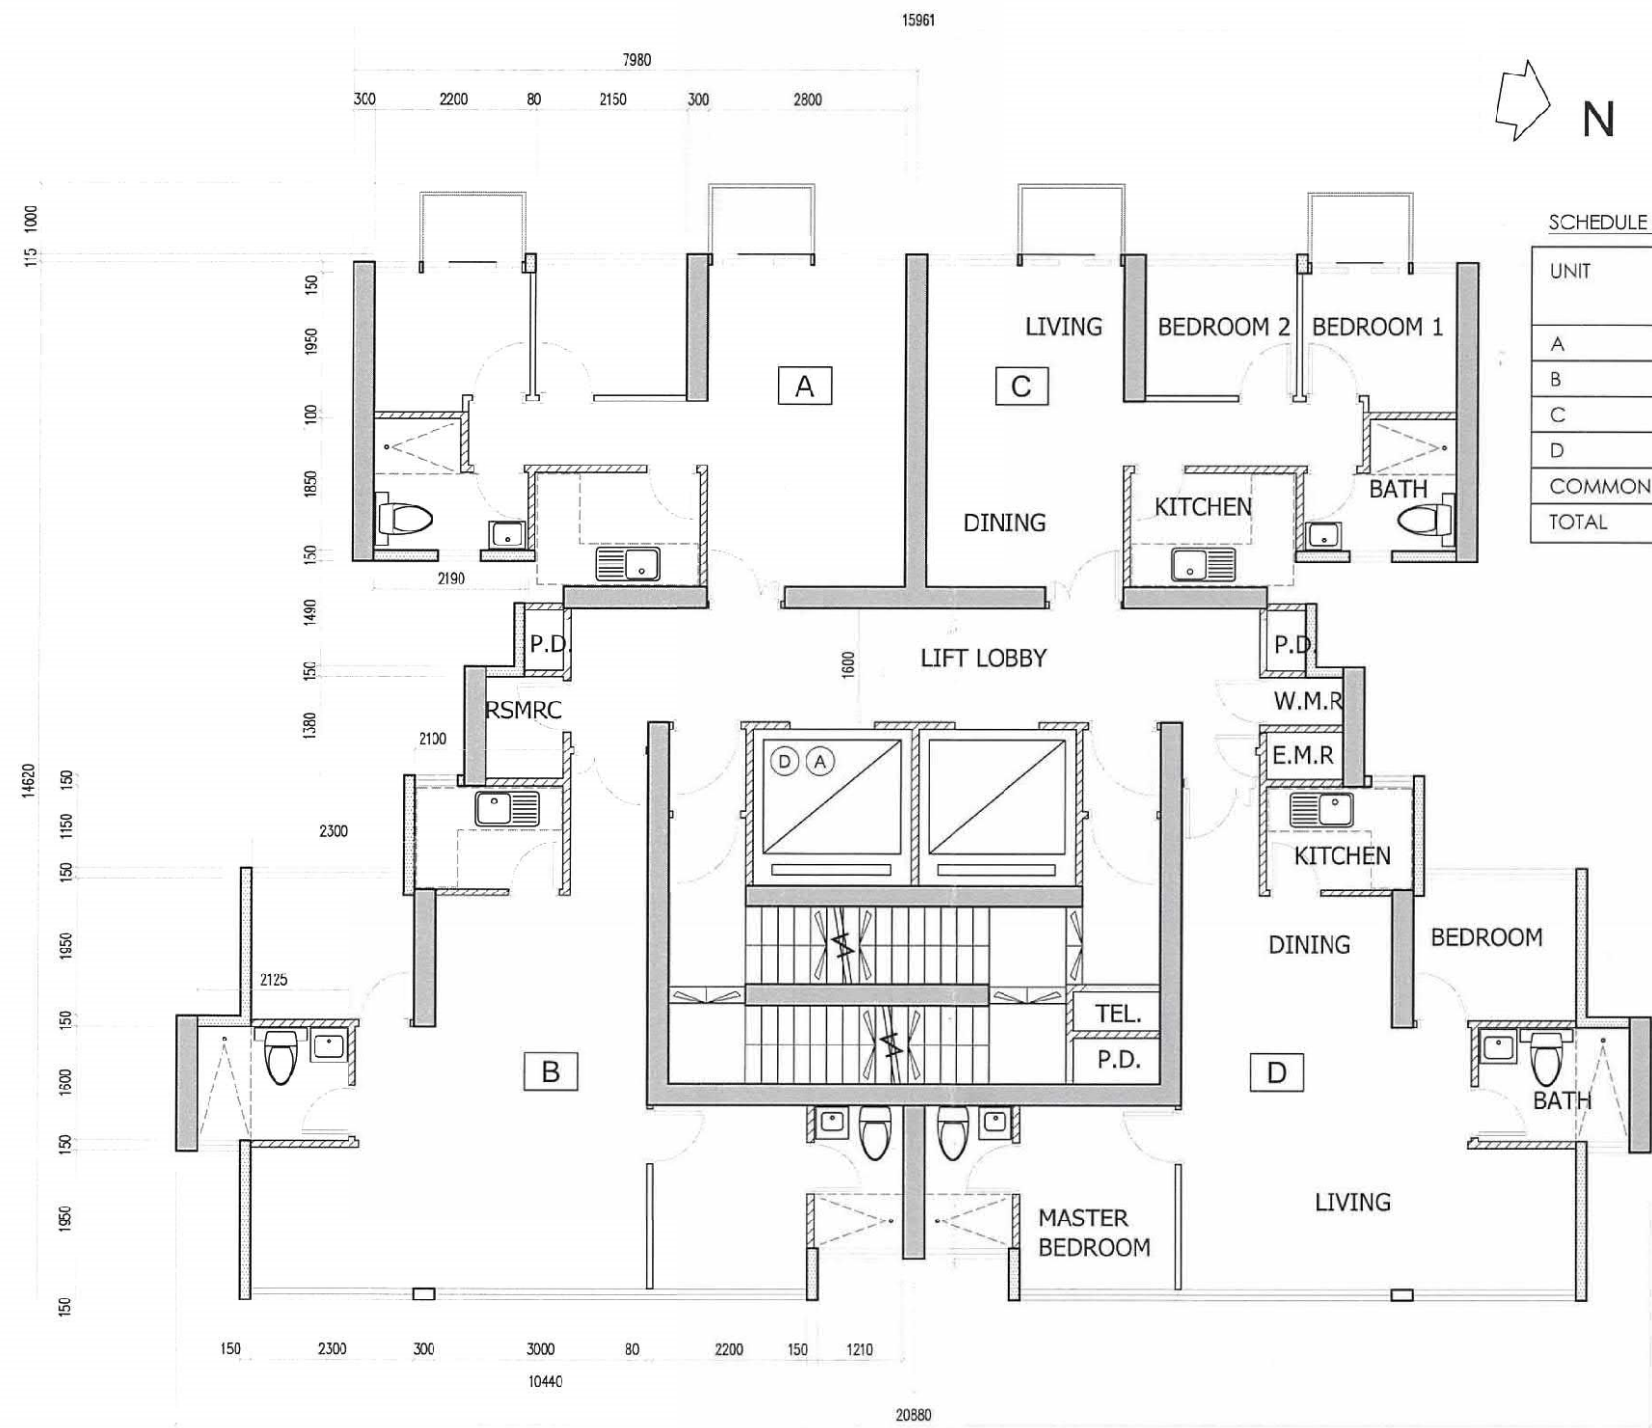 15961
7980
300 2200 80 2150 300 2800
N
1000
115
150
1950
100
1850
150
1490
150
1380
14620
150
1150
150
1950
150
1600
150
1950
150
SCHEDULE
UNIT
A
B
C
D
COMMON
TOTAL
LIVING
BEDROOM 2
BEDROOM 1
A
C
BATH
KITCHEN
DINING
2190
P.D.
LIFT LOBBY
1600
P.D.
RSMRC
W.M.R
2100
E.M.R
D A
2300
KITCHEN
DINING
BEDROOM
2125
TEL.
P.D.
B
D
BATH
LIVING
MASTER
BEDROOM
150 2300 300 3000 80 2200 150 1210
10440
20880